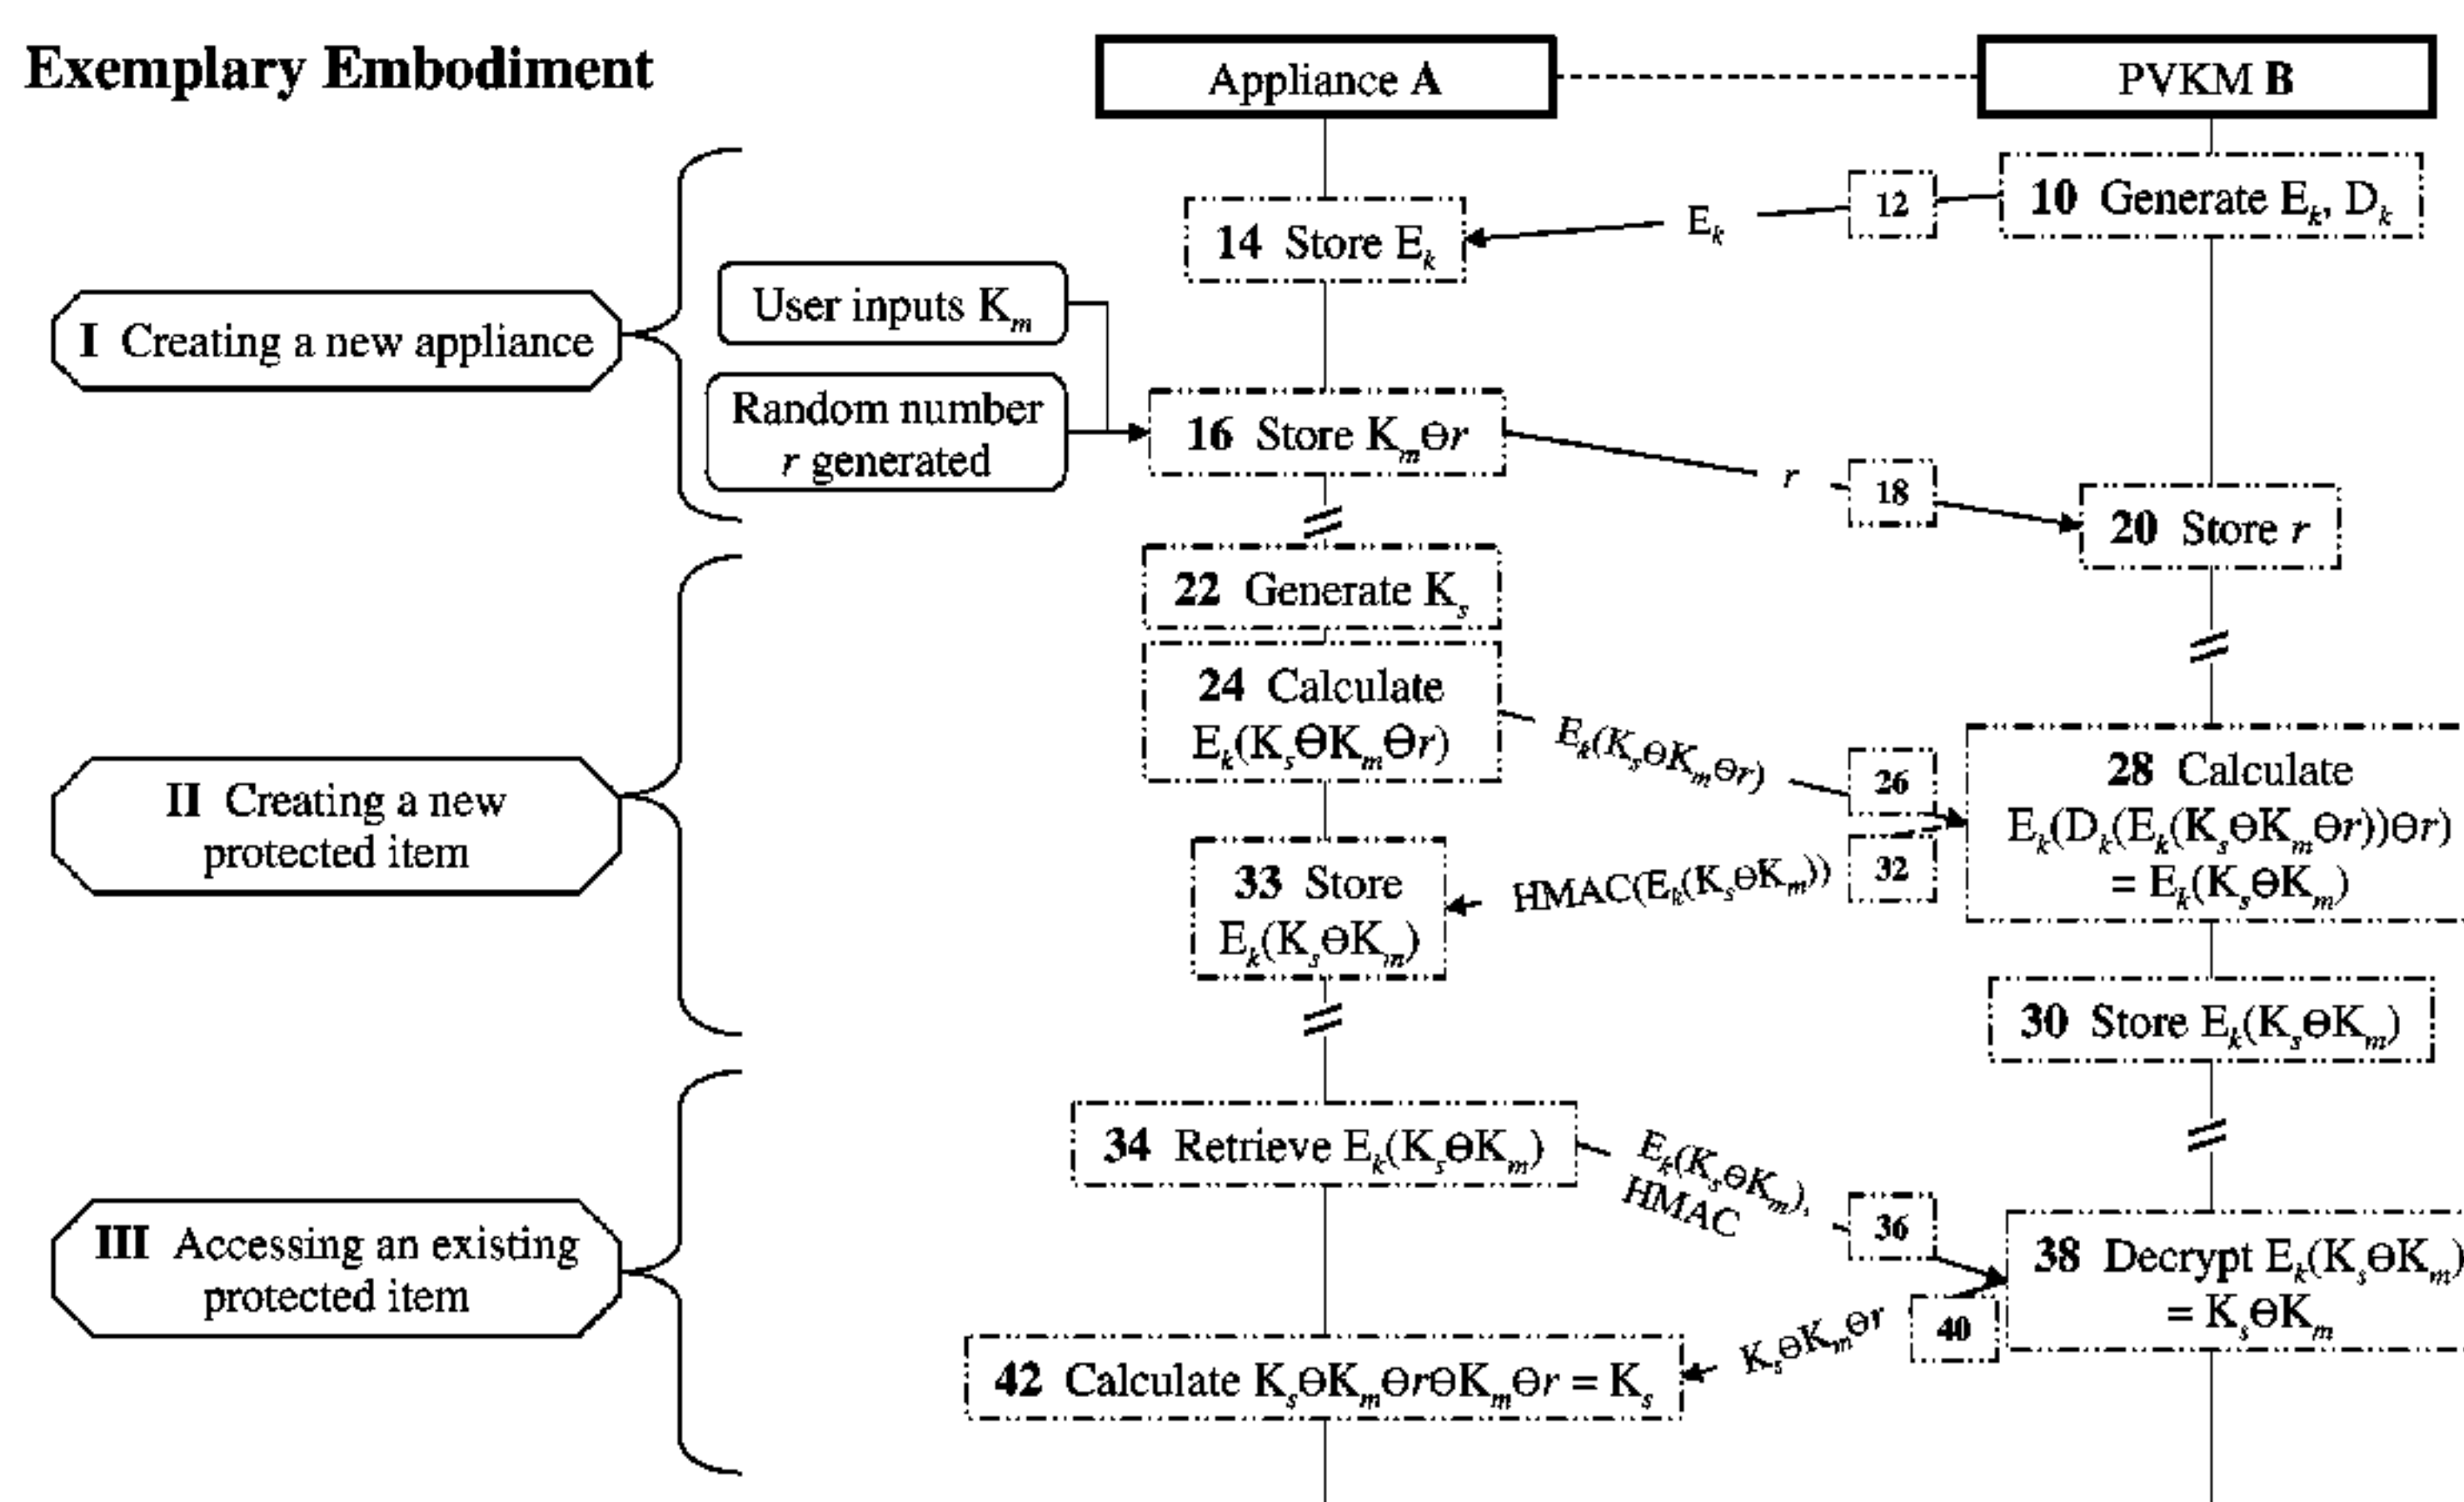 Exemplary Embodiment
Appliance A
PVKM B
10 Generate Eₖ, Dₖ
12
Eₖ
14 Store Eₖ
I Creating a new appliance
User inputs Kₘ
Random number
r generated
16 Store KₘΘr
r
18
20 Store r
22 Generate Kₛ
24 Calculate
Eₖ(KₛΘKₘΘr)
Eₖ(KₛΘKₘΘr)
26
28 Calculate
Eₖ(Dₖ(Eₖ(KₛΘKₘΘr))Θr)
= Eₖ(KₛΘKₘ)
II Creating a new
protected item
32
HMAC(Eₖ(KₛΘKₘ))
33 Store
Eₖ(KₛΘKₘ)
30 Store Eₖ(KₛΘKₘ)
34 Retrieve Eₖ(KₛΘKₘ)
Eₖ(KₛΘKₘ),
HMAC
36
38 Decrypt Eₖ(KₛΘKₘ)
= KₛΘKₘ
III Accessing an existing
protected item
40
KₛΘKₘΘr
42 Calculate KₛΘKₘΘrΘKₘΘr = Kₛ